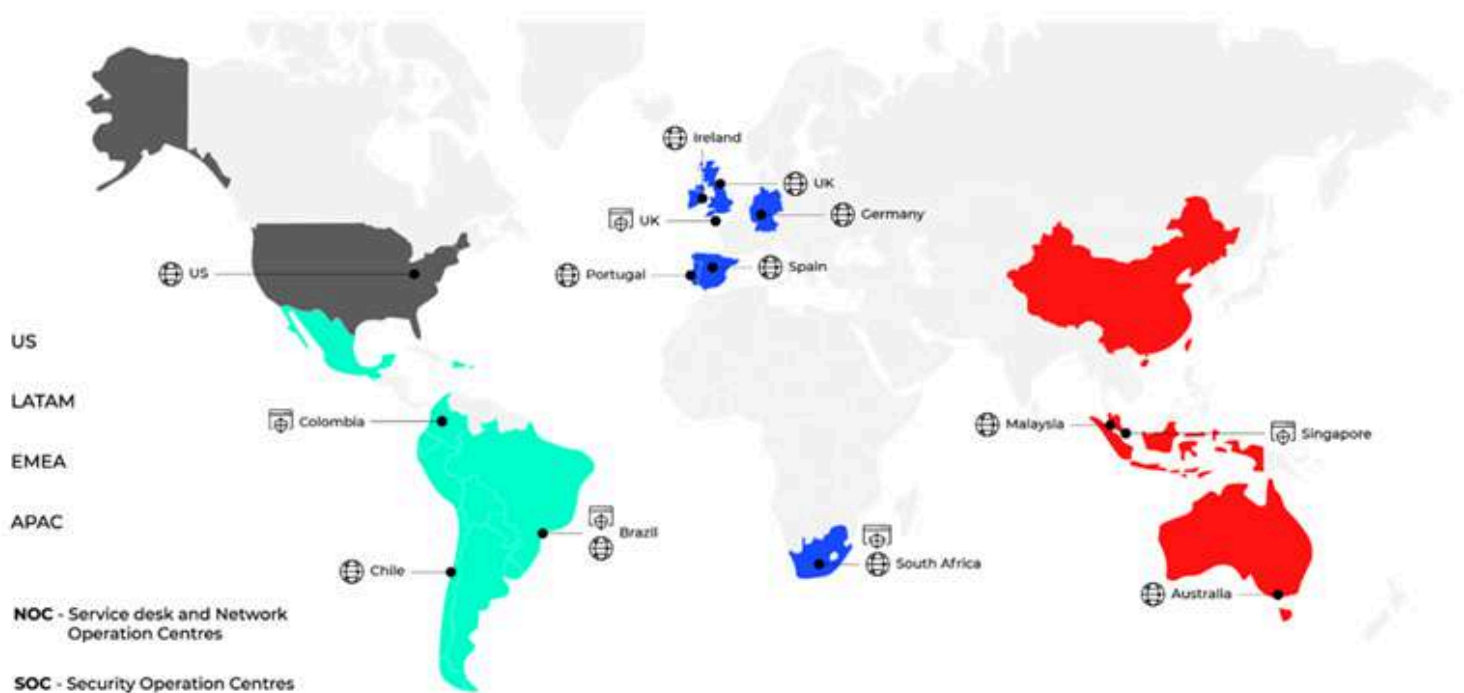 Ireland
UK
UK
Germany
US
Portugal
Spain
US
LATAM
Colombia
Malaysia
Singapore
EMEA
APAC
Brazil
Chile
South Africa
Australia
NOC - Service desk and Network
Operation Centres
SOC - Security Operation Centres